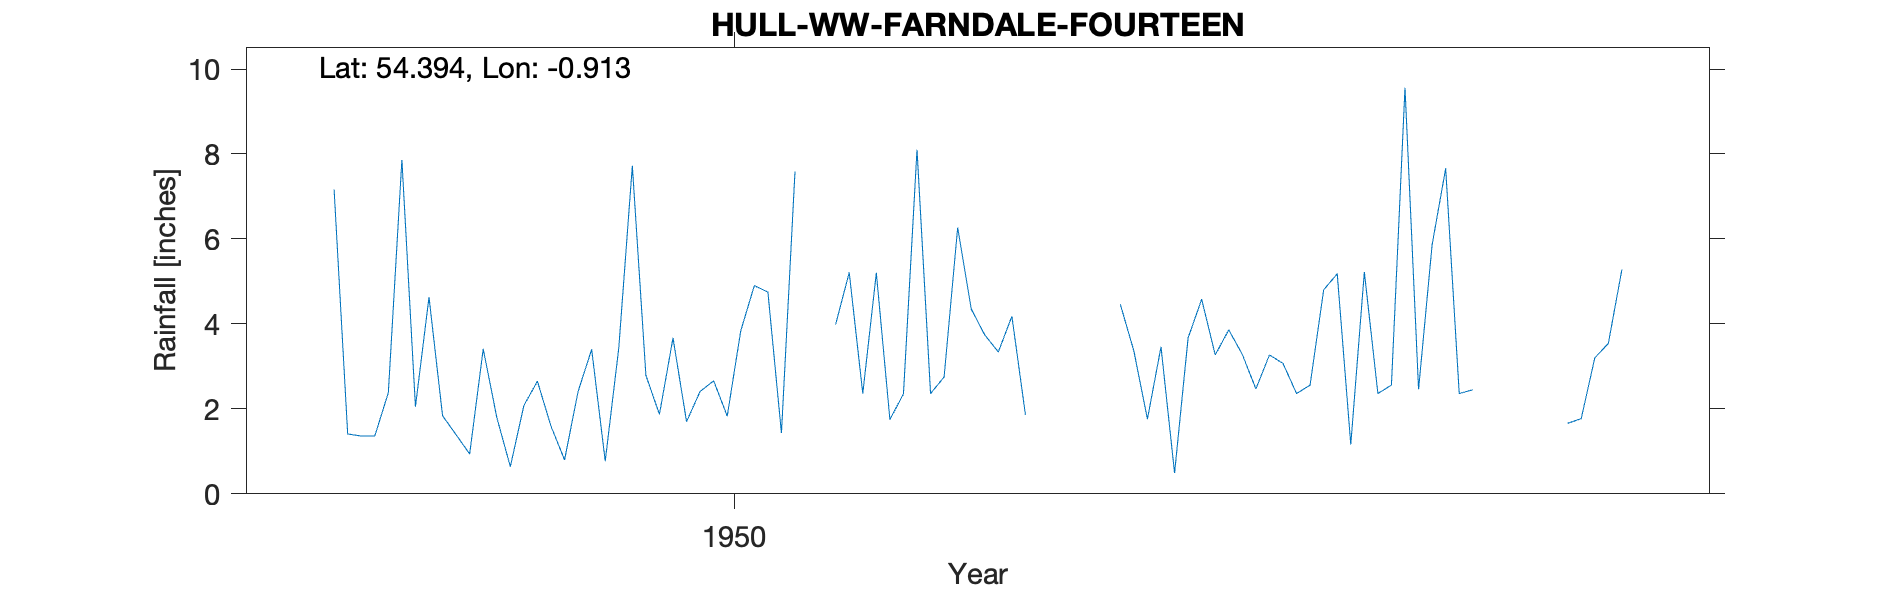 HULL-WW-FARNDALE-FOURTEEN
Lat: 54.394, Lon: -0.913
10
8
6
4
2
0
Rainfall [inches]
1950
Year